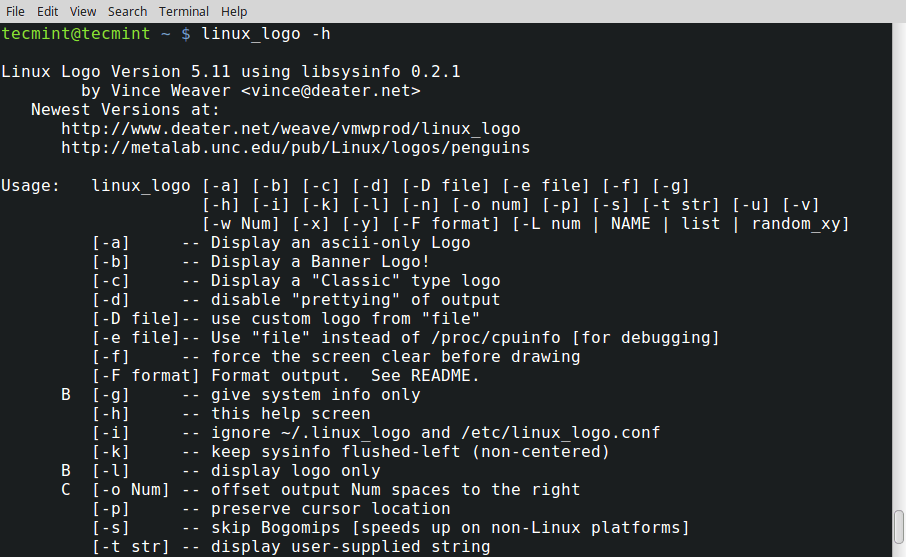 File Edit View Search Terminal Help
tecmint@tecmint ~ $ linux_logo -h
Linux Logo Version 5.11 using libsysinfo 0.2.1
        by Vince Weaver <vince@deater.net>
   Newest Versions at:
      http://www.deater.net/weave/vmwprod/linux_logo
      http://metalab.unc.edu/pub/Linux/logos/penguins
Usage:   linux_logo [-a] [-b] [-c] [-d] [-D file] [-e file] [-f] [-g]
                    [-h] [-i] [-k] [-l] [-n] [-o num] [-p] [-s] [-t str] [-u] [-v]
                    [-w Num] [-x] [-y] [-F format] [-L num | NAME | list | random_xy]
         [-a]     -- Display an ascii-only Logo
         [-b]     -- Display a Banner Logo!
         [-c]     -- Display a "Classic" type logo
         [-d]     -- disable "prettying" of output
         [-D file]-- use custom logo from "file"
         [-e file]-- Use "file" instead of /proc/cpuinfo [for debugging]
         [-f]     -- force the screen clear before drawing
         [-F format] Format output.  See README.
      B  [-g]     -- give system info only
         [-h]     -- this help screen
         [-i]     -- ignore ~/.linux_logo and /etc/linux_logo.conf
         [-k]     -- keep sysinfo flushed-left (non-centered)
      B  [-l]     -- display logo only
      C  [-o Num] -- offset output Num spaces to the right
         [-p]     -- preserve cursor location
         [-s]     -- skip Bogomips [speeds up on non-Linux platforms]
         [-t str] -- display user-supplied string